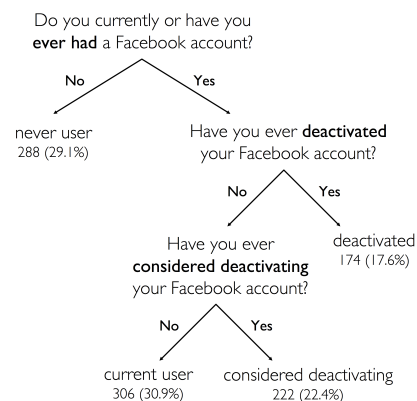 Do you currently or have you
ever had a Facebook account?
No
Yes
never user
288 (29.1%)
Have you ever deactivated
your Facebook account?
No
Yes
Have you ever
considered deactivating
your Facebook account?
deactivated
174 (17.6%)
No
Yes
current user
306 (30.9%)
considered deactivating
222 (22.4%)